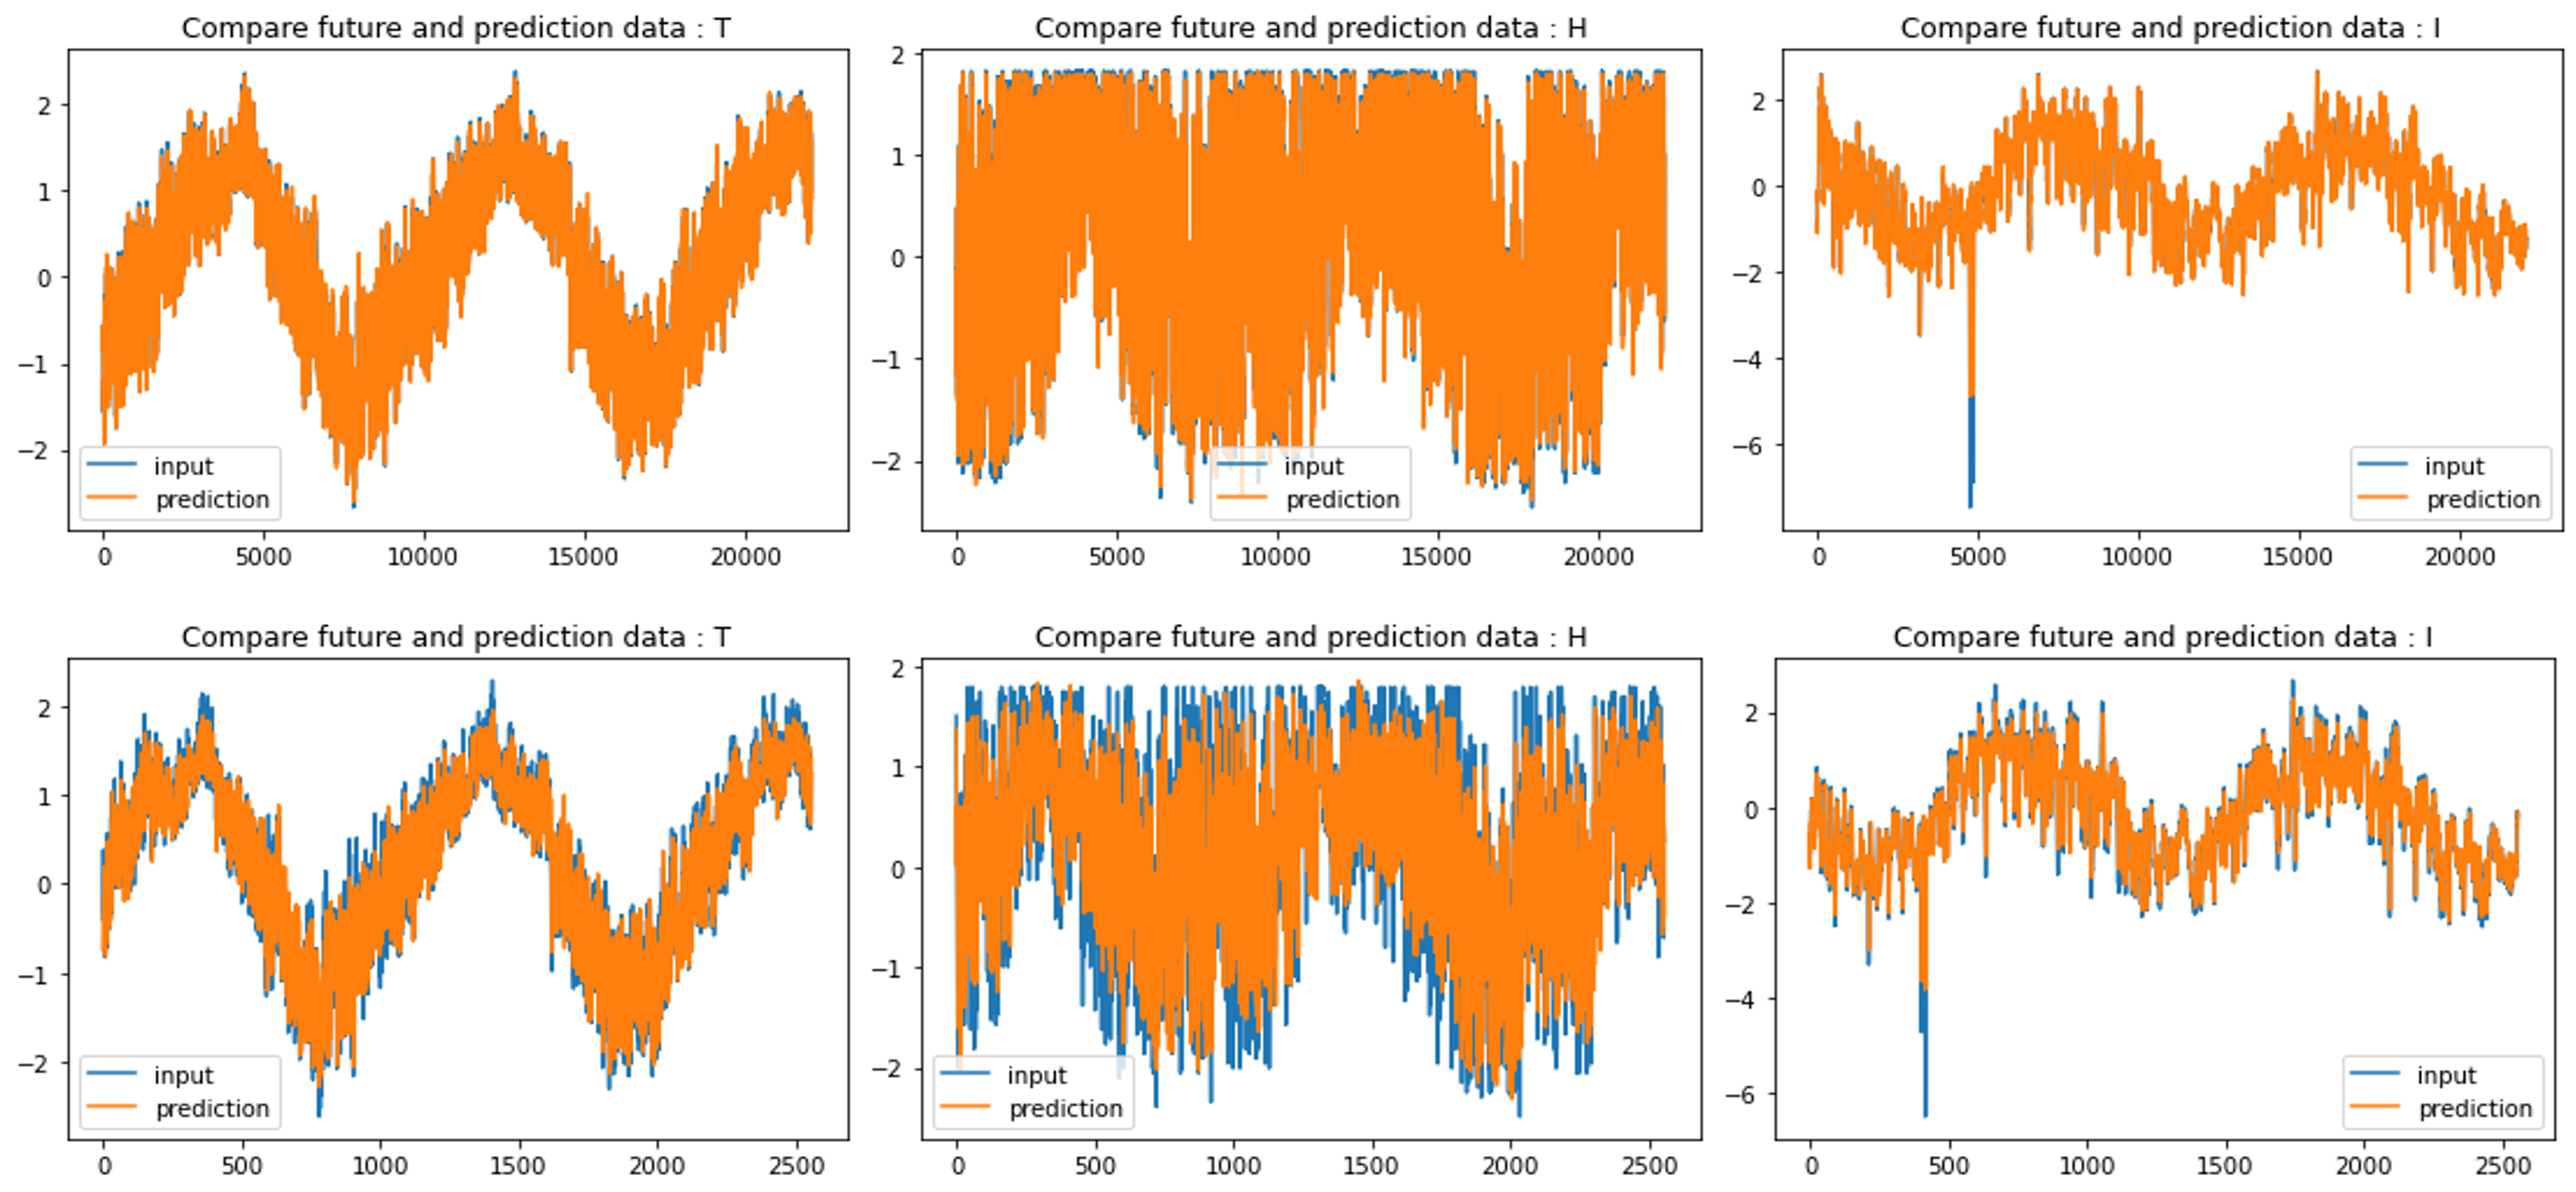 Compare future and prediction data : T
2
1
0
−1
−2
input
prediction
0 5000 10000 15000 20000
Compare future and prediction data : H
2
1
0
−1
−2
input
prediction
0 5000 10000 15000 20000
Compare future and prediction data : I
2
0
−2
−4
−6
input
prediction
0 5000 10000 15000 20000
Compare future and prediction data : T
2
1
0
−1
−2
input
prediction
0 500 1000 1500 2000 2500
Compare future and prediction data : H
2
1
0
−1
−2
input
prediction
0 500 1000 1500 2000 2500
Compare future and prediction data : I
2
0
−2
−4
−6
input
prediction
0 500 1000 1500 2000 2500